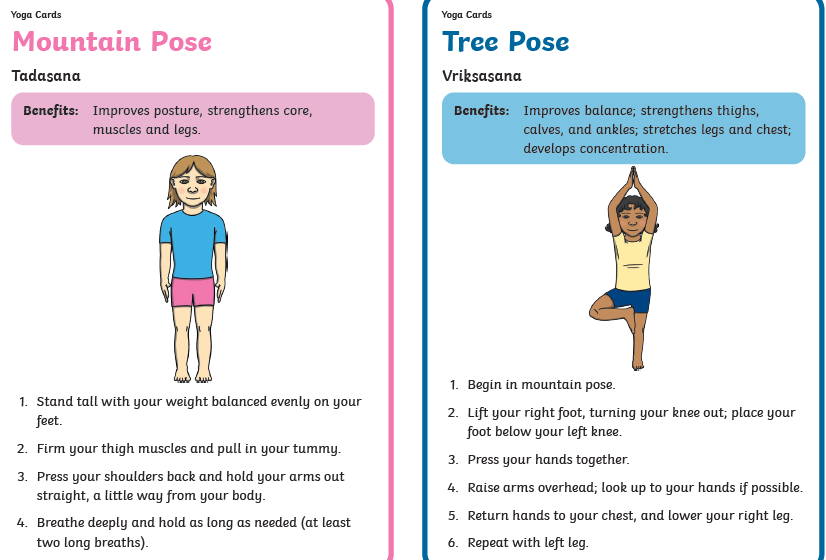 Yoga Cards
Mountain Pose
Tadasana
Benefits: Improves posture, strengthens core,
muscles and legs.
1. Stand tall with your weight balanced evenly on your
feet.
2. Firm your thigh muscles and pull in your tummy.
3. Press your shoulders back and hold your arms out
straight, a little way from your body.
4. Breathe deeply and hold as long as needed (at least
two long breaths).
Yoga Cards
Tree Pose
Vriksasana
Benefits: Improves balance; strengthens thighs,
calves, and ankles; stretches legs and chest;
develops concentration.
1. Begin in mountain pose.
2. Lift your right foot, turning your knee out; place your
foot below your left knee.
3. Press your hands together.
4. Raise arms overhead; look up to your hands if possible.
5. Return hands to your chest, and lower your right leg.
6. Repeat with left leg.